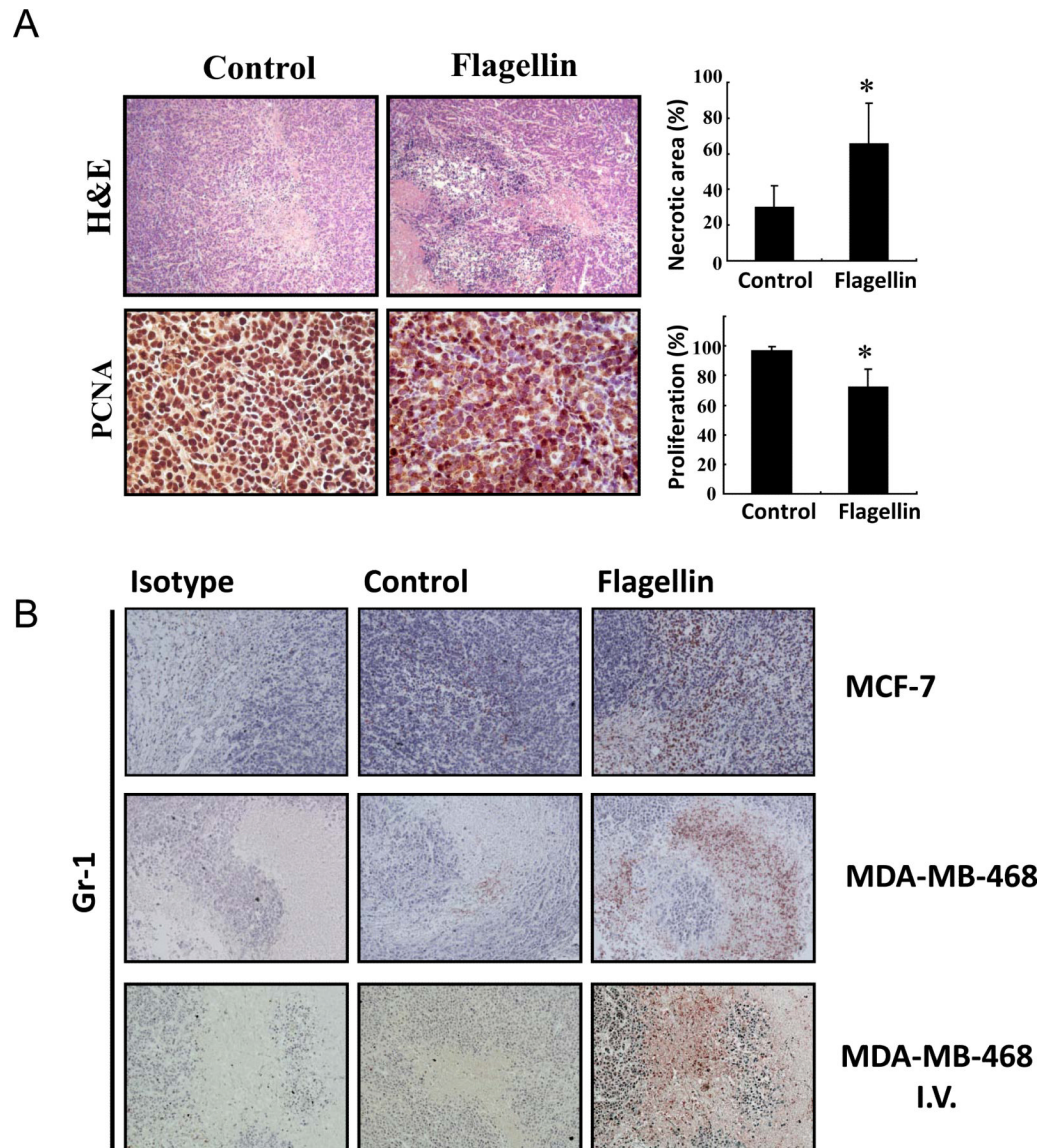 A
Control
Flagellin
H&E
PCNA
Necrotic area (%)
100
80
60
40
20
0
*
Control
Flagellin
Proliferation (%)
100
80
60
40
20
0
*
Control
Flagellin
B
Isotype
Control
Flagellin
Gr-1
MCF-7
MDA-MB-468
MDA-MB-468
I.V.